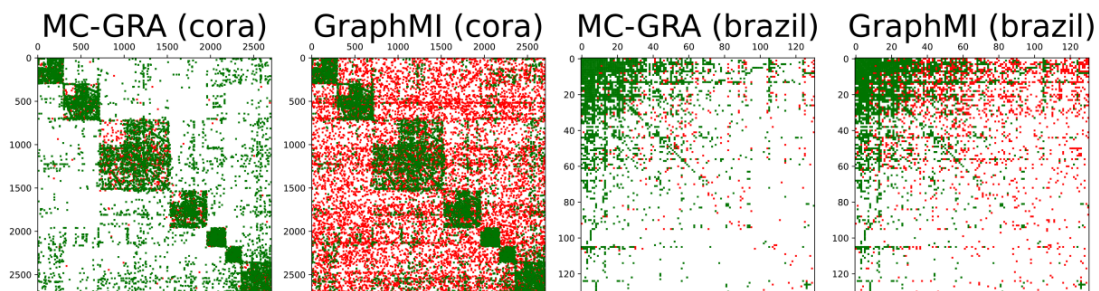 MC-GRA (cora) GraphMI (cora) MC-GRA (brazil) GraphMI (brazil)
0 500 1000 1500 2000 2500 0 500 1000 1500 2000 2500 0 20 40 60 80 100 120 0 20 40 60 80 100 120
0 0 0 0
500 500 20 20
1000 1000 40 40
1500 1500 60 60
2000 2000 80 80
2500 2500 100 100
120 120